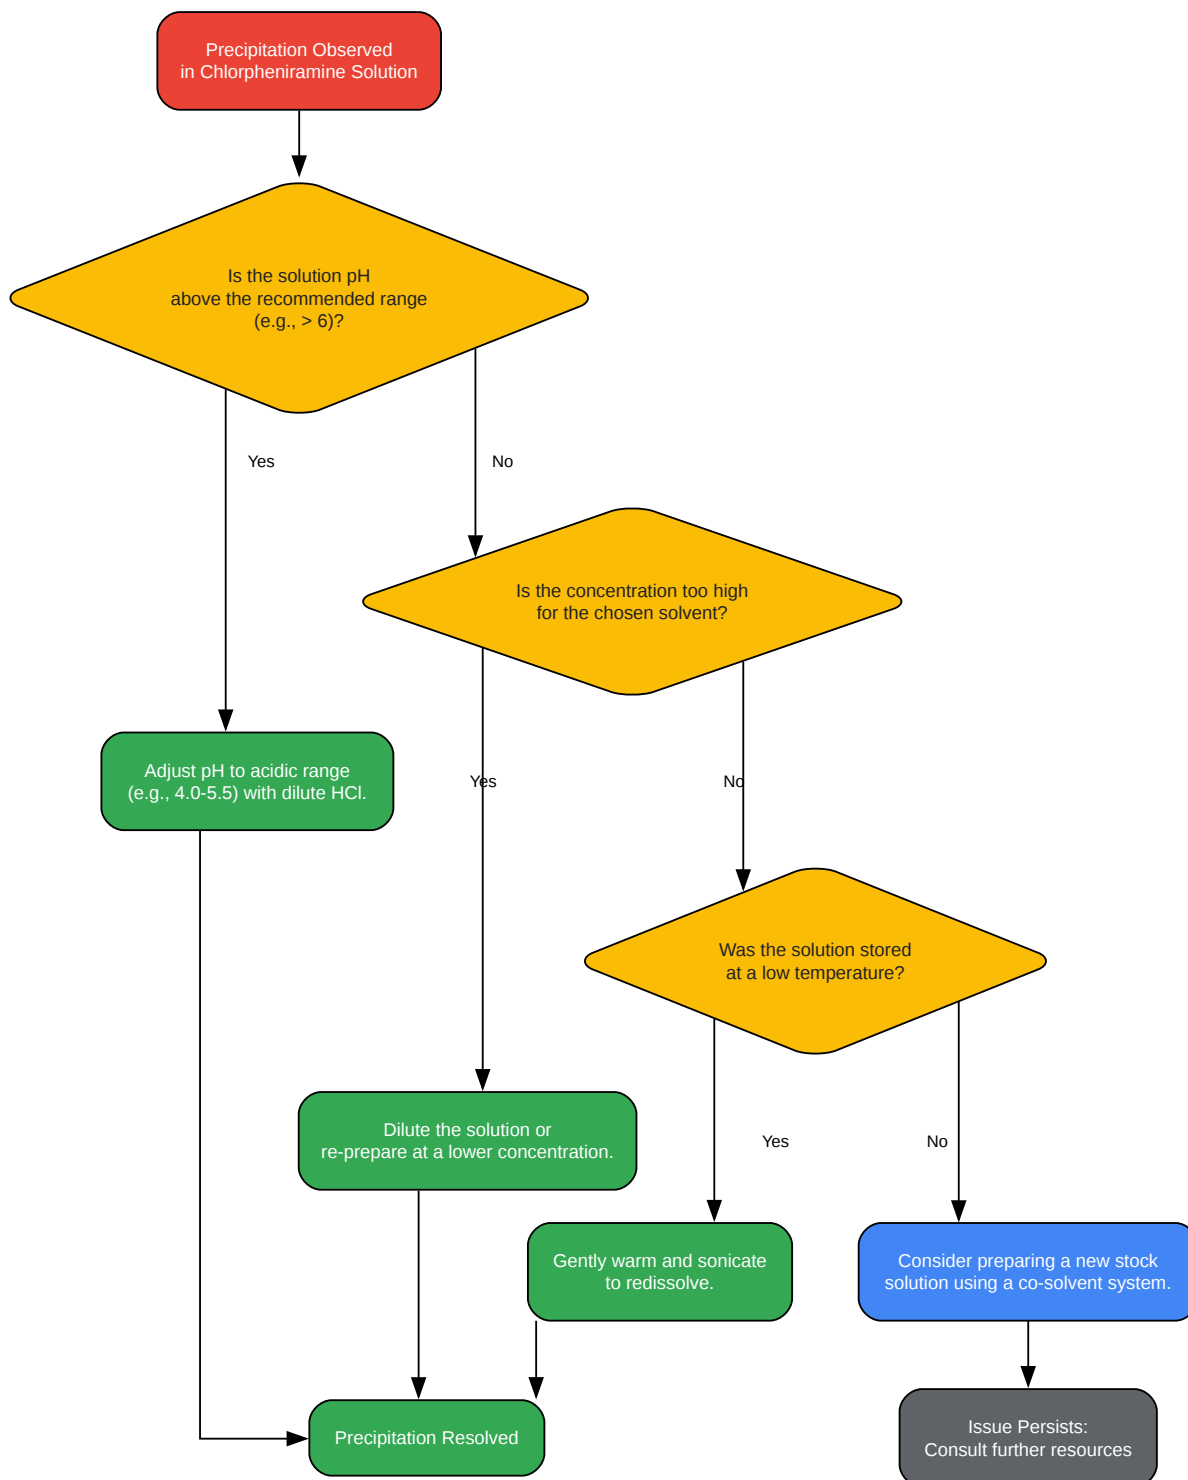 Precipitation Observed
in Chlorpheniramine Solution
Is the solution pH
above the recommended range
(e.g., > 6)?
Yes
No
Is the concentration too high
for the chosen solvent?
Adjust pH to acidic range
(e.g., 4.0-5.5) with dilute HCl.
Yes
No
Was the solution stored
at a low temperature?
Dilute the solution or
re-prepare at a lower concentration.
Yes
No
Gently warm and sonicate
to redissolve.
Consider preparing a new stock
solution using a co-solvent system.
Precipitation Resolved
Issue Persists:
Consult further resources